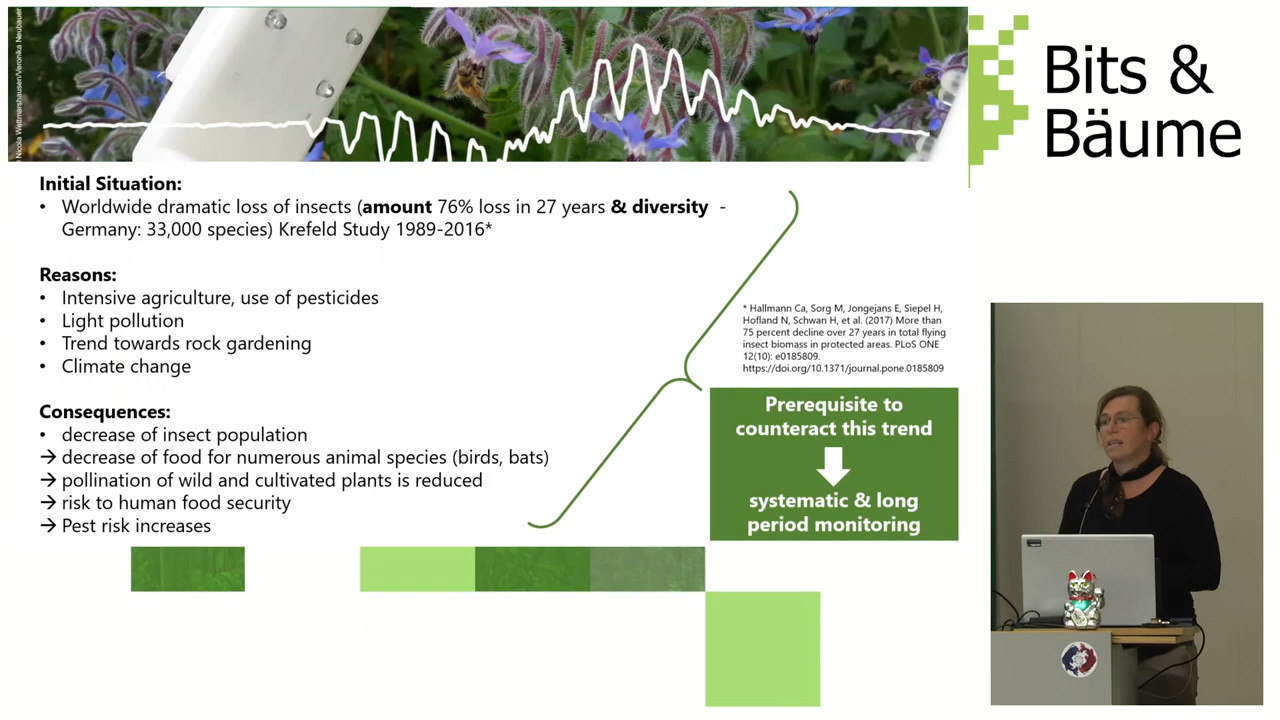 © Nicola Wettmarshausen/Veronika Neubauer
Bits &
Bäume
Initial Situation:
• Worldwide dramatic loss of insects (amount 76% loss in 27 years & diversity -
Germany: 33,000 species) Krefeld Study 1989-2016*
Reasons:
• Intensive agriculture, use of pesticides
• Light pollution
• Trend towards rock gardening
• Climate change
Consequences:
• decrease of insect population
→ decrease of food for numerous animal species (birds, bats)
→ pollination of wild and cultivated plants is reduced
→ risk to human food security
→ Pest risk increases
* Hallmann Ca, Sorg M, Jongejans E, Siepel H,
Hofland N, Schwan H, et al. (2017) More than
75 percent decline over 27 years in total flying
insect biomass in protected areas. PLoS ONE
12(10): e0185809.
https://doi.org/10.1371/journal.pone.0185809
Prerequisite to
counteract this trend
systematic & long
period monitoring